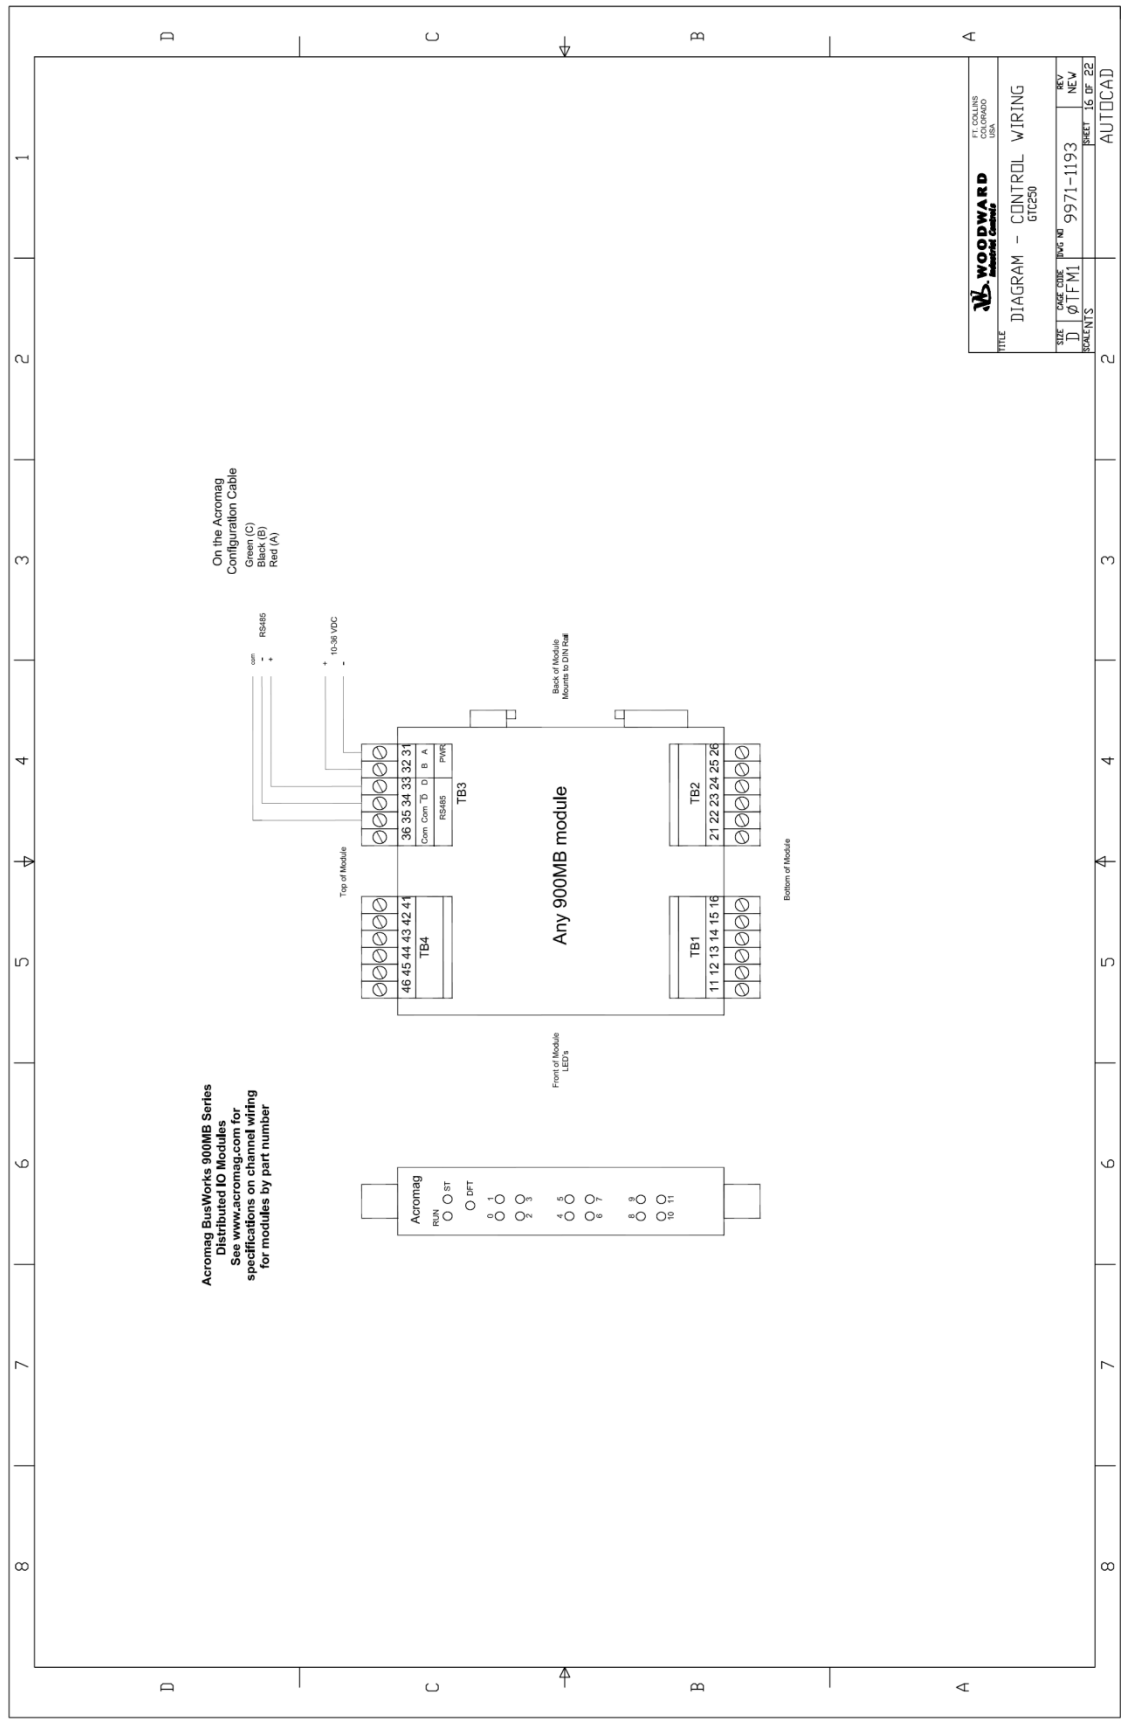 D
C
B
A
8
7
6
5
4
3
2
1
Acromag BusWorks 900MB Series
Distributed IO Modules
See www.acromag.com for
specifications on channel wiring
for modules by part number
On the Acromag
Configuration Cable
Green (C)
Black (B)
Red (A)
com
-
+
RS485
+
-
10-36 VDC
Top of Module
46 45 44 43 42 41
TB4
36 35 34 33 32 31
Com Com D D B A
RS485 PWR
TB3
Acromag
RUN ST
DFT
0 1
2 3
4 5
6 7
8 9
10 11
Front of Module
LED's
Any 900MB module
Back of Module
Mounts to DIN Rail
TB1
11 12 13 14 15 16
TB2
21 22 23 24 25 26
Bottom of Module
WOODWARD
Industrial Controls
FT. COLLINS
COLORADO
USA
TITLE
DIAGRAM - CONTROL WIRING
GTC250
SIZE
D
CAGE CODE
ØTFM1
DWG NO
9971-1193
REV
NEW
SCALE NTS
SHEET 16 OF 22
D
C
B
A
8
7
6
5
4
3
2
AUTOCAD